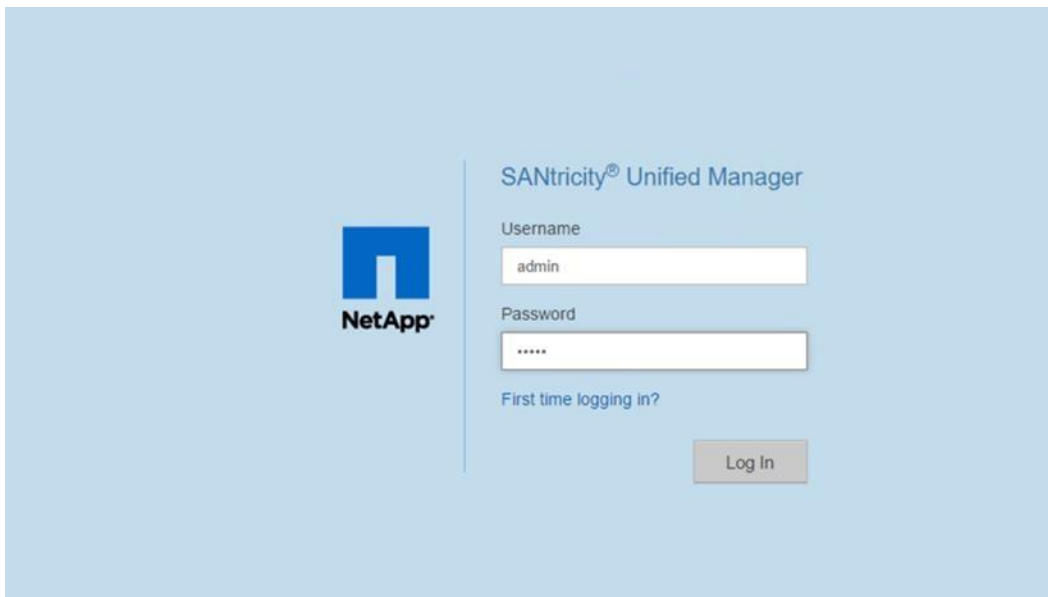 SANtricity® Unified Manager
Username
admin
NetApp®
Password
•••••
First time logging in?
Log In